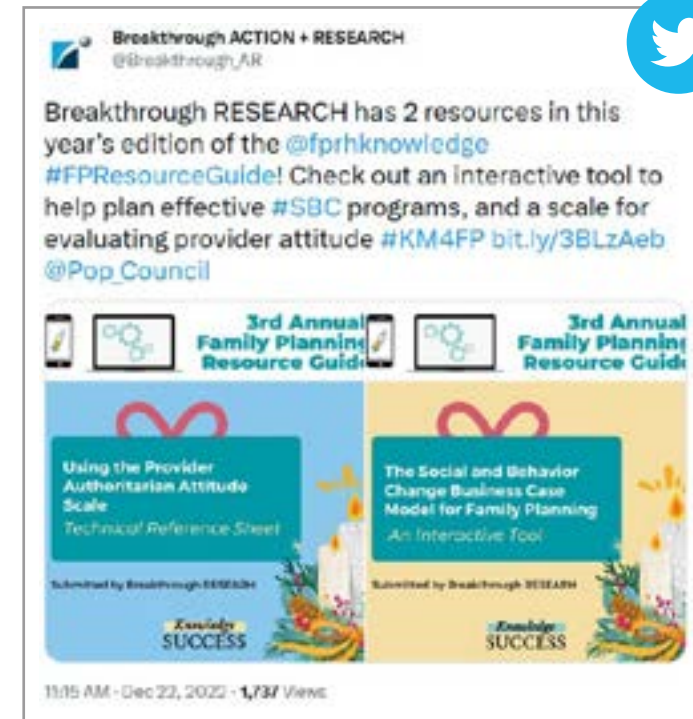 Breakthrough ACTION + RESEARCH
@Breakthrough_AR
Breakthrough RESEARCH has 2 resources in this
year's edition of the @fprhknowledge
#FPResourceGuide! Check out an interactive tool to
help plan effective #SBC programs, and a scale for
evaluating provider attitude #KM4FP bit.ly/3BLzAeb
@Pop_Council
3rd Annual
Family Planning
Resource Guide
Using the Provider
Authoritarian Attitude
Scale
Technical Reference Sheet
Submitted by Breakthrough RESEARH
Knowledge
SUCCESS
3rd Annual
Family Planning
Resource Guide
The Social and Behavior
Change Business Case
Model for Family Planning
An Interactive Tool
Submitted by Breakthrough RESEARH
Knowledge
SUCCESS
11:15 AM - Dec 22, 2022 - 1,737 Views